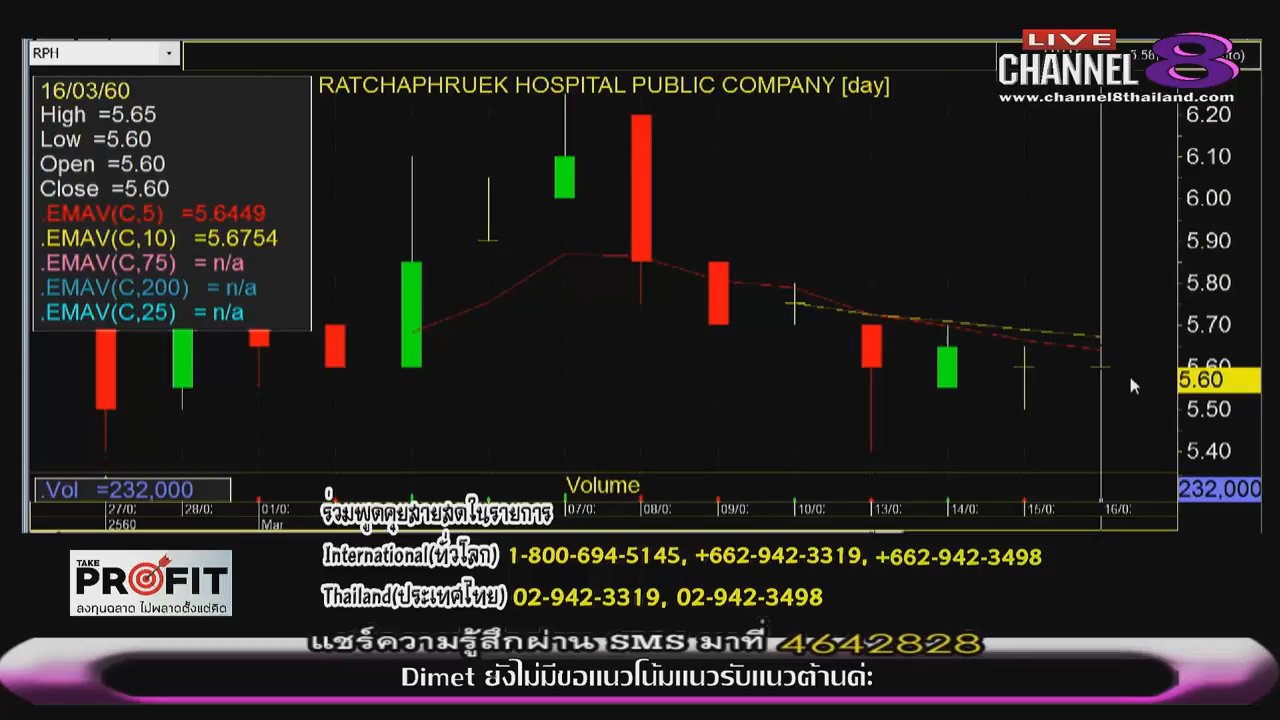 RPH
LIVE
CHANNEL 8
www.channel8thailand.com
16/03/60
High =5.65
Low =5.60
Open =5.60
Close =5.60
.EMAV(C,5) =5.6449
.EMAV(C,10) =5.6754
.EMAV(C,75) = n/a
.EMAV(C,200) = n/a
.EMAV(C,25) = n/a
RATCHAPHRUEK HOSPITAL PUBLIC COMPANY [day]
6.20
6.10
6.00
5.90
5.80
5.70
5.60
5.60
5.50
5.40
.Vol =232,000
Volume
232,000
27/0 28/0 01/0 07/0 08/0 09/0 10/0 13/0 14/0 15/0 16/0
2560 Mar
ร่วมพูดคุยสายสดในรายการ
International(ทั่วโลก) 1-800-694-5145, +662-942-3319, +662-942-3498
Thailand(ประเทศไทย) 02-942-3319, 02-942-3498
TAKE
PROFIT
ลงทุนฉลาด ไม่พลาดตั้งแต่คิด
แชร์ความรู้สึกผ่าน SMS มาที่ 4642828
Dimet ยังไม่มีขอแนวโน้มแนวรับแนวต้านค่ะ